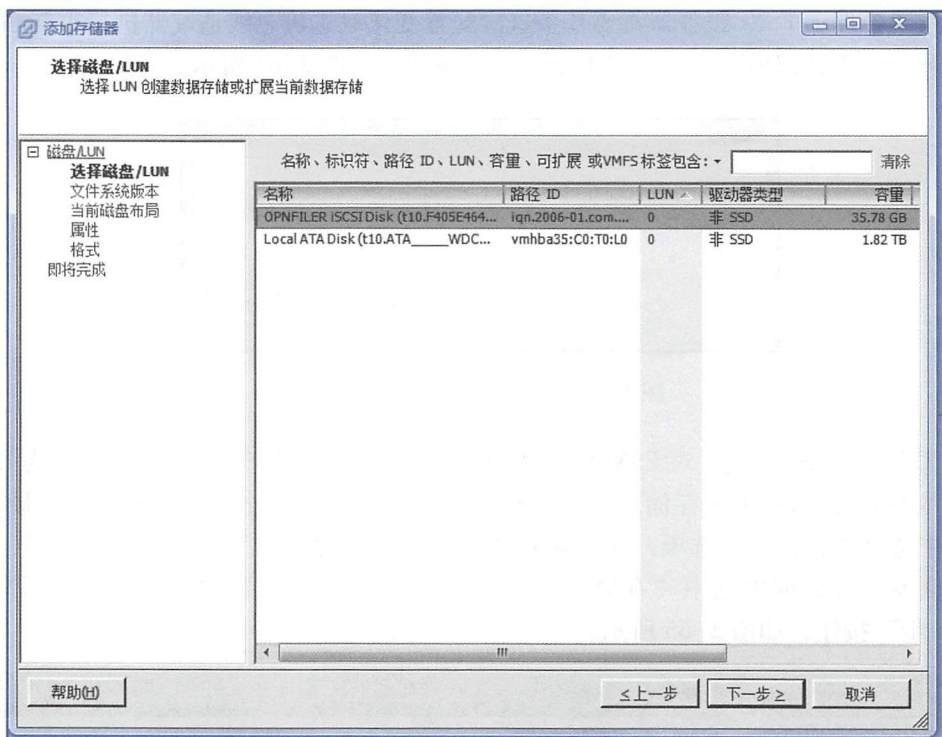 添加存储器
选择磁盘/LUN
选择 LUN 创建数据存储或扩展当前数据存储
磁盘/LUN
选择磁盘/LUN
文件系统版本
当前磁盘布局
属性
格式
即将完成
名称、标识符、路径 ID、LUN、容量、可扩展 或VMFS标签包含: 清除
名称 路径 ID LUN 驱动器类型 容量
OPNFILER iSCSI Disk (t10.F405E464... iqn.2006-01.com.... 0 非 SSD 35.78 GB
Local ATA Disk (t10.ATA_____WDC... vmhba35:C0:T0:L0 0 非 SSD 1.82 TB
帮助(H) ≤上一步 下一步 ≥ 取消